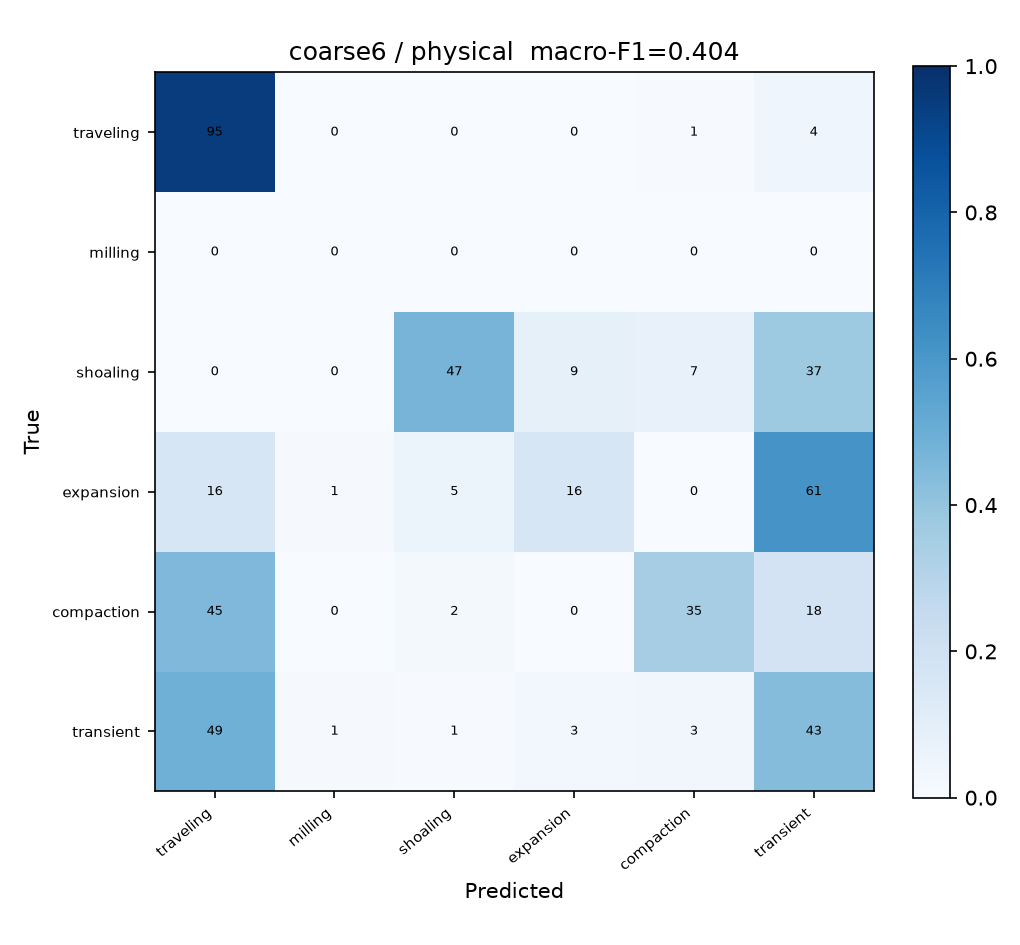 coarse6 / physical  macro-F1=0.404
traveling 95 0 0 0 1 4
milling 0 0 0 0 0 0
shoaling 0 0 47 9 7 37
expansion 16 1 5 16 0 61
compaction 45 0 2 0 35 18
transient 49 1 1 3 3 43
traveling milling shoaling expansion compaction transient
Predicted
True
1.0
0.8
0.6
0.4
0.2
0.0